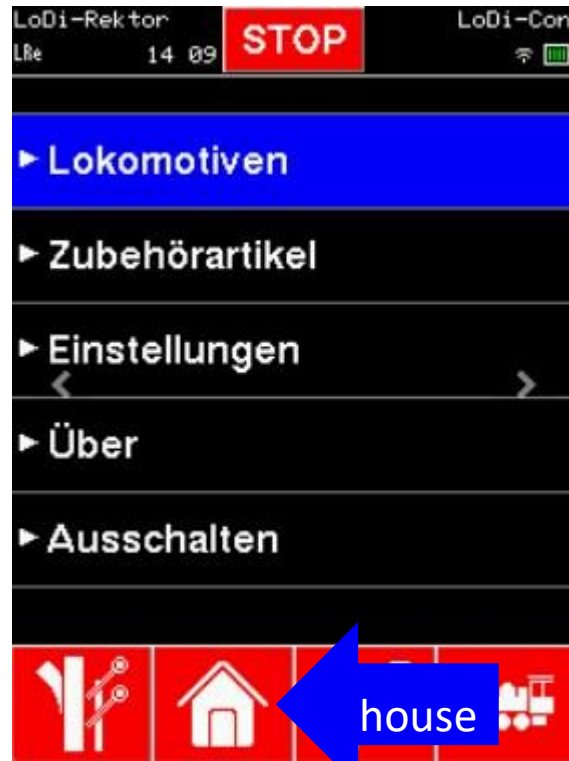 LoDi-Rektor
LoDi-Con
LRe 14 09
STOP
Lokomotiven
Zubehörartikel
Einstellungen
Über
Ausschalten
house